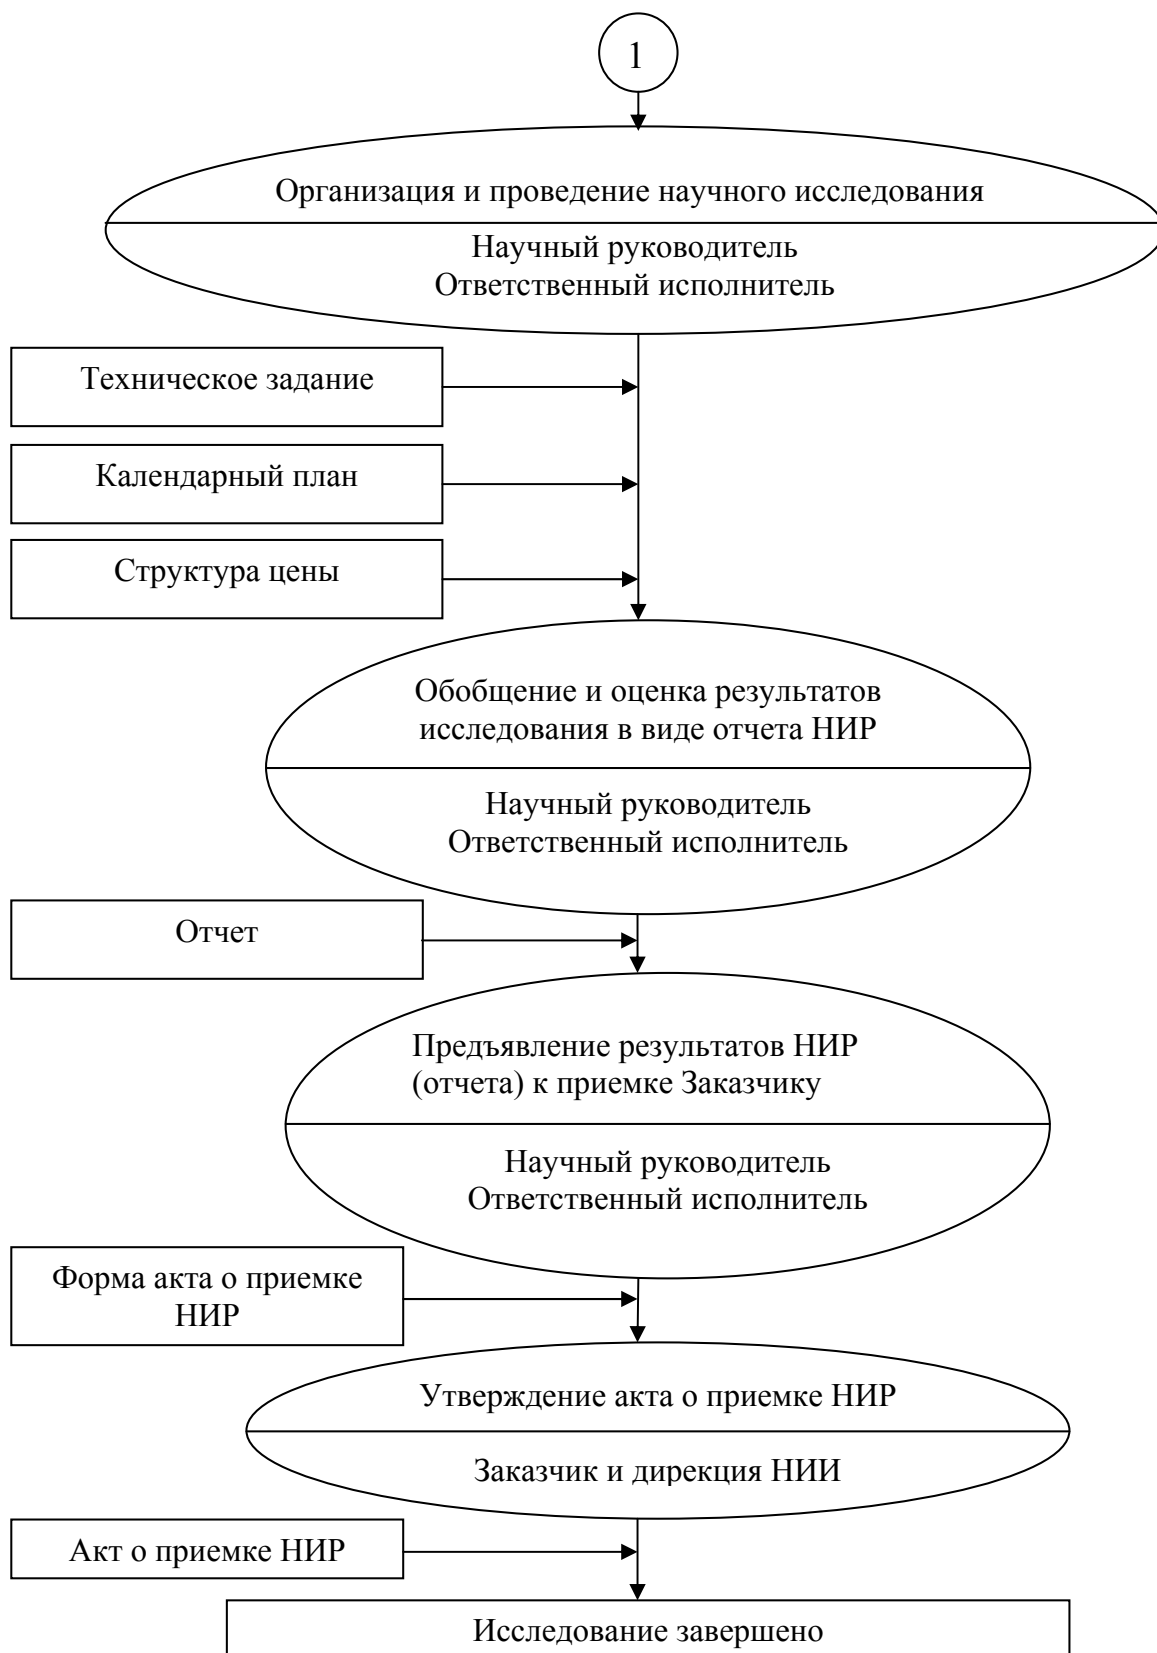 1
Организация и проведение научного исследования
Научный руководитель
Ответственный исполнитель
Техническое задание
Календарный план
Структура цены
Обобщение и оценка результатов
исследования в виде отчета НИР
Научный руководитель
Ответственный исполнитель
Отчет
Предъявление результатов НИР
(отчета) к приемке Заказчику
Научный руководитель
Ответственный исполнитель
Форма акта о приемке
НИР
Утверждение акта о приемке НИР
Заказчик и дирекция НИИ
Акт о приемке НИР
Исследование завершено